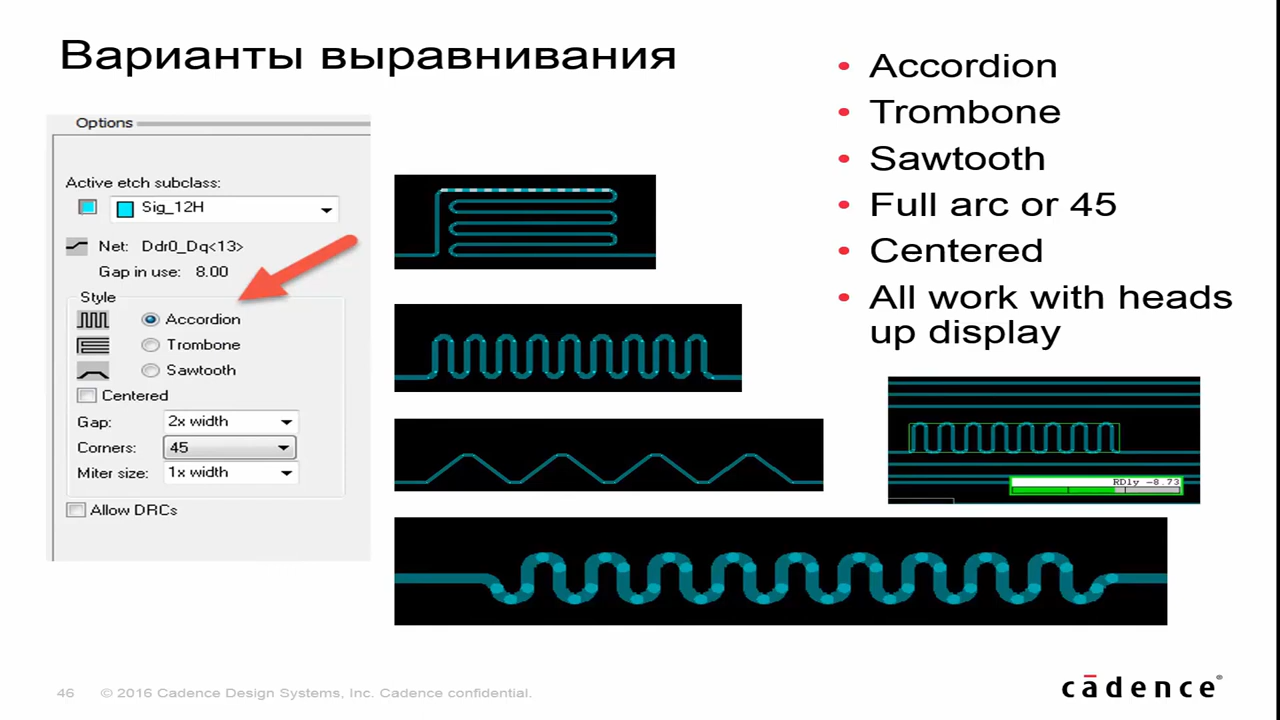 Варианты выравнивания
Options
Active etch subclass:
Sig_12H
Net: Ddr0_Dq<13>
Gap in use: 8.00
Style
Accordion
Trombone
Sawtooth
Centered
Gap: 2x width
Corners: 45
Miter size: 1x width
Allow DRCs
• Accordion
• Trombone
• Sawtooth
• Full arc or 45
• Centered
• All work with heads
up display
RDly -8.73
46 © 2016 Cadence Design Systems, Inc. Cadence confidential.
cādence®